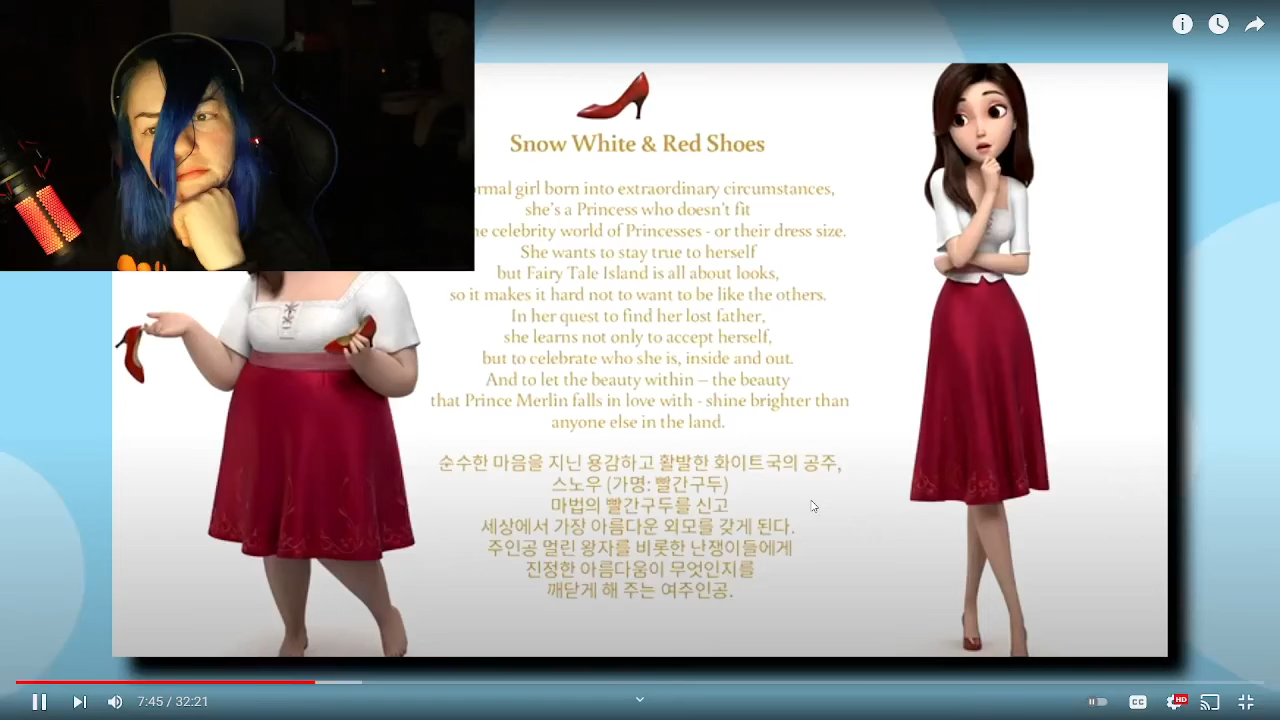 Snow White & Red Shoes
girl born into extraordinary circumstances,
she's a Princess who doesn't fit
celebrity world of Princesses - or their dress size.
She wants to stay true to herself
but Fairy Tale Island is all about looks,
so it makes it hard not to want to be like the others.
In her quest to find her lost father,
she learns not only to accept herself,
but to celebrate who she is, inside and out.
And to let the beauty within – the beauty
that Prince Merlin falls in love with - shine brighter than
anyone else in the land.
순수한 마음을 지닌 용감하고 활발한 화이트국의 공주,
스노우 (가명: 빨간구두)
마법의 빨간구두를 신고
세상에서 가장 아름다운 외모를 갖게 된다.
주인공 멀린 왕자를 비롯한 난쟁이들에게
진정한 아름다움이 무엇인지를
깨닫게 해 주는 여주인공.
7:45 / 32:21
CC
HD